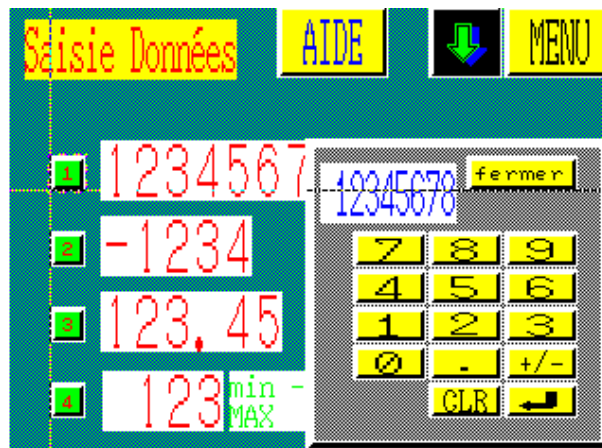 Saisie Données AIDE MENU
1 1234567
12345678 fermer
2 -1234
7 8 9
4 5 6
3 123.45
1 2 3
0 . +/-
4 123 min -
MAX
CLR